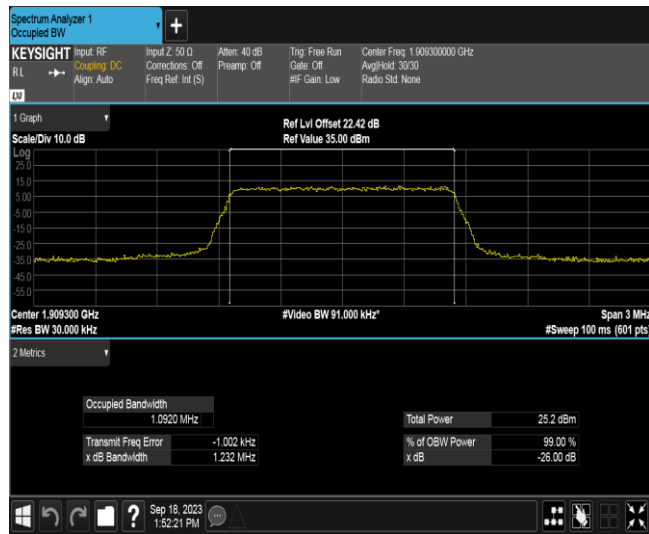 Spectrum Analyzer 1
Occupied BW
+
KEYSIGHT Input: RF Input Z: 50 Ω Atten: 40 dB Trig: Free Run Center Freq: 1.909300000 GHz
RL Coupling: DC Corrections: Off Preamp: Off Gate: Off Avg|Hold: 30/30
Align: Auto Freq Ref: Int (S) #IF Gain: Low Radio Std: None
LXI
1 Graph
Ref Lvl Offset 22.42 dB
Scale/Div 10.0 dB Ref Value 35.00 dBm
Log
25.0
15.0
5.00
-5.00
-15.0
-25.0
-35.0
-45.0
-55.0
Center 1.909300 GHz #Video BW 91.000 kHz* Span 3 MHz
#Res BW 30.000 kHz #Sweep 100 ms (601 pts)
2 Metrics
Occupied Bandwidth
1.0920 MHz Total Power 25.2 dBm
Transmit Freq Error -1.002 kHz % of OBW Power 99.00 %
x dB Bandwidth 1.232 MHz x dB -26.00 dB
? Sep 18, 2023
1:52:21 PM